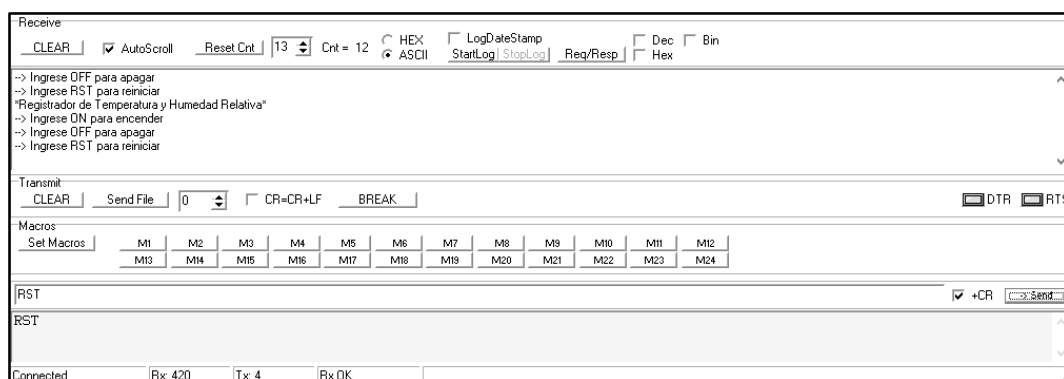 Receive
CLEAR AutoScroll Reset Cnt 13 Cnt = 12 HEX ASCII LogDateStamp StartLog StopLog Req/Resp Dec Hex Bin
--> Ingrese OFF para apagar
--> Ingrese RST para reiniciar
*Registrador de Temperatura y Humedad Relativa*
--> Ingrese ON para encender
--> Ingrese OFF para apagar
--> Ingrese RST para reiniciar
Transmit
CLEAR Send File 0 CR=CR+LF BREAK DTR RTS
Macros
Set Macros M1 M2 M3 M4 M5 M6 M7 M8 M9 M10 M11 M12
M13 M14 M15 M16 M17 M18 M19 M20 M21 M22 M23 M24
RST +CR -> Send
RST
Connected Rx: 420 Tx: 4 Rx OK